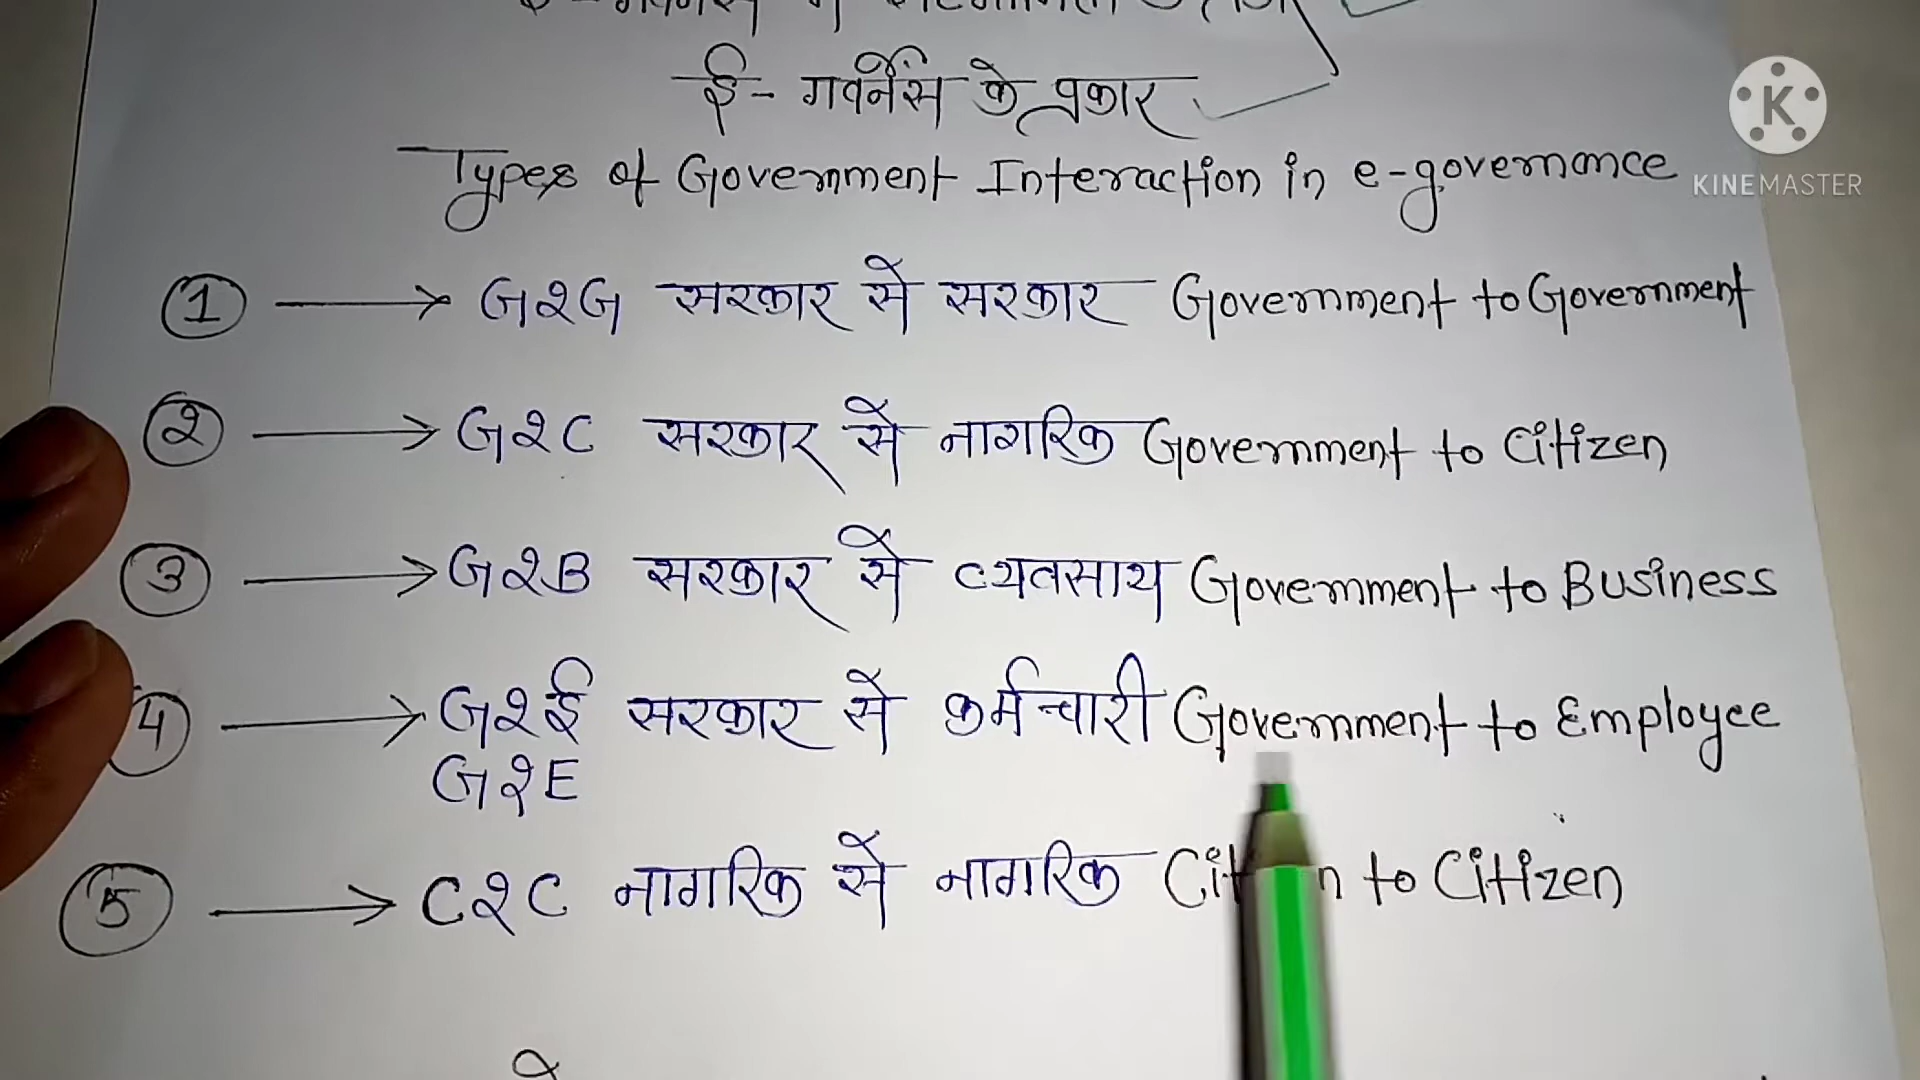 ई-गवर्नेंस के प्रकार
Types of Government Interaction in e-governance
K
KINEMASTER
1 → G2G सरकार से सरकार Government to Government
2 → G2C सरकार से नागरिक Government to Citizen
3 → G2B सरकार से व्यवसाय Government to Business
4 → G2ई सरकार से कर्मचारी Government to Employee
G2E
5 → C2C नागरिक से नागरिक to Citizen